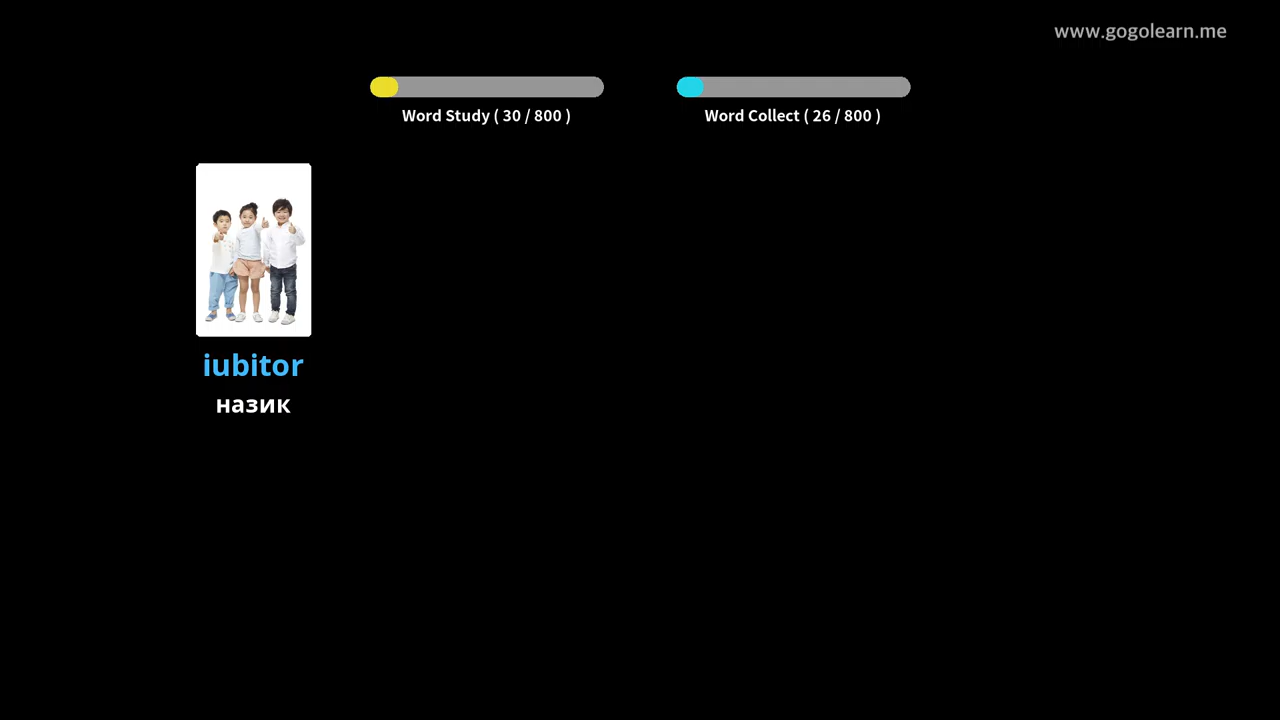 www.gogolearn.me
Word Study ( 30 / 800 )
Word Collect ( 26 / 800 )
iubitor
назик